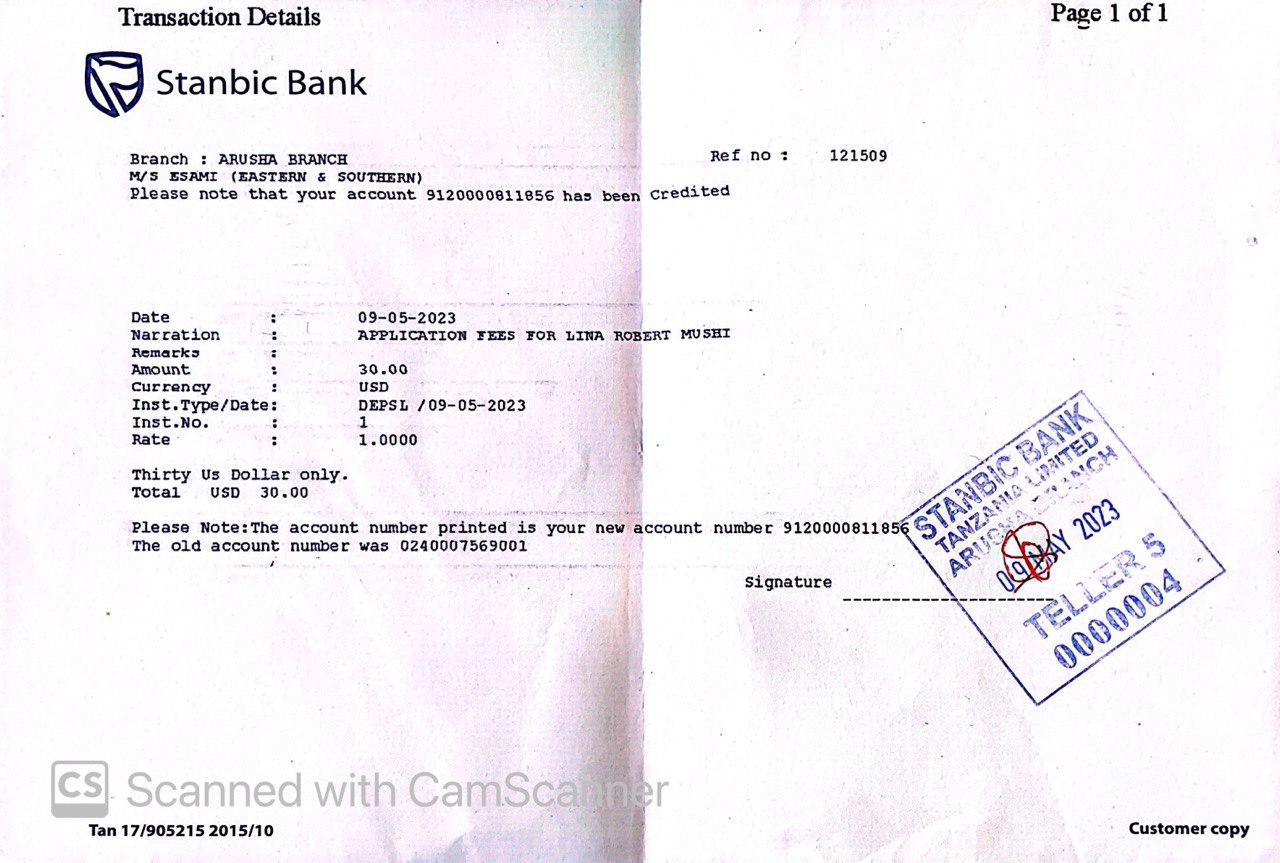 Transaction Details
Page 1 of 1
Stanbic Bank
Branch : ARUSHA BRANCH
Ref no : 121509
M/S ESAMI (EASTERN & SOUTHERN)
Please note that your account 9120000811856 has been Credited
Date : 09-05-2023
Narration : APPLICATION FEES FOR LINA ROBERT MUSHI
Remarks :
Amount : 30.00
Currency : USD
Inst.Type/Date: DEPSL /09-05-2023
Inst.No. : 1
Rate : 1.0000
Thirty Us Dollar only.
Total USD 30.00
Please Note:The account number printed is your new account number 9120000811856
The old account number was 0240007569001
Signature
STANBIC BANK
TANZANIA LIMITED
ARUSHA BRANCH
09 MAY 2023
TELLER 5
0000004
CS Scanned with CamScanner
Tan 17/905215 2015/10
Customer copy